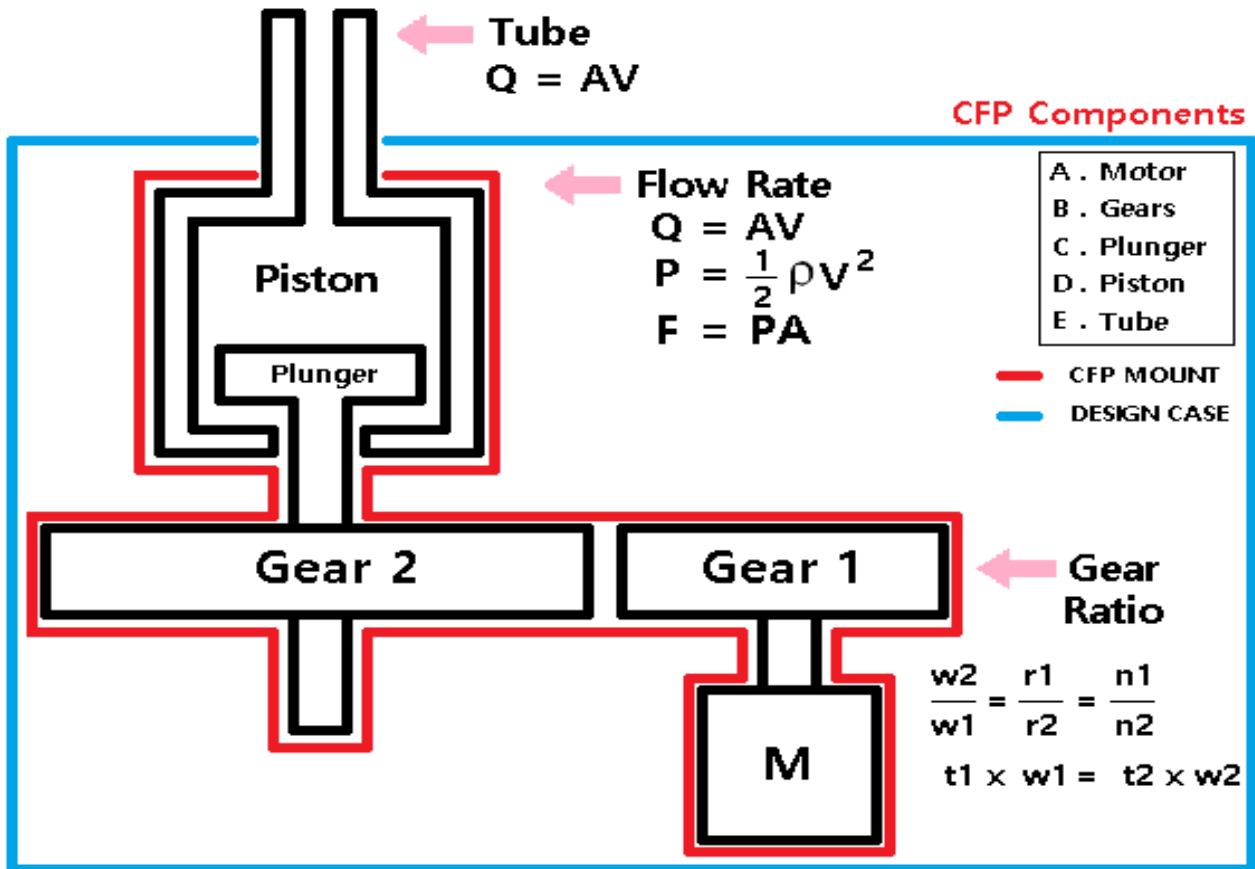 Tube
Q = AV
CFP Components
A . Motor
B . Gears
C . Plunger
D . Piston
E . Tube
CFP MOUNT
DESIGN CASE
Flow Rate
Q = AV
P = 1/2 ρV²
F = PA
Piston
Plunger
Gear 2
Gear 1
Gear
Ratio
w2/w1 = r1/r2 = n1/n2
t1 x w1 = t2 x w2
M